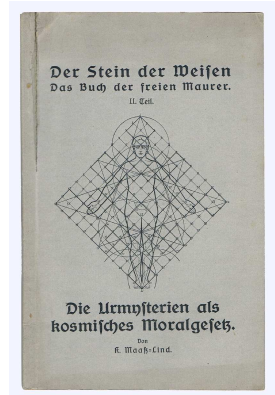 Der Stein der Weisen
Das Buch der freien Maurer.
II. Teil.
Die Urmysterien als
kosmisches Moralgesetz.
Von
K. Maaß-Lind.